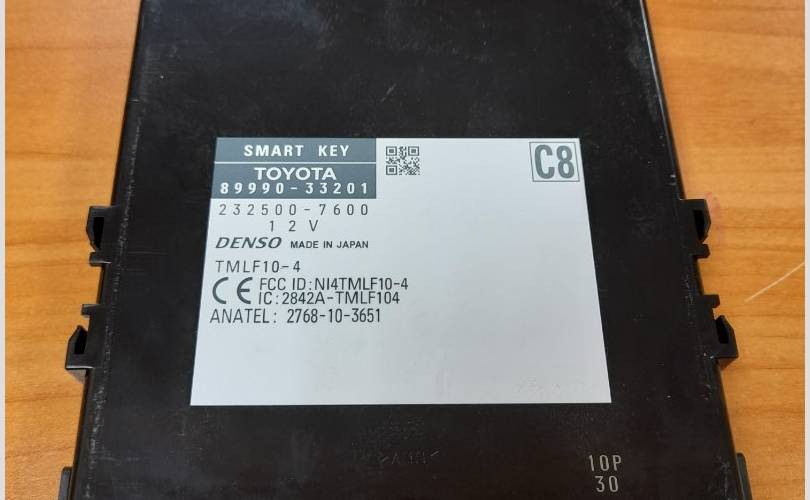 SMART KEY
TOYOTA
89990-33201
232500-7600
12V
DENSO MADE IN JAPAN
TMLF10-4
CE FCC ID:NI4TMLF10-4
IC:2842A-TMLF104
ANATEL: 2768-10-3651
C8
10P
30